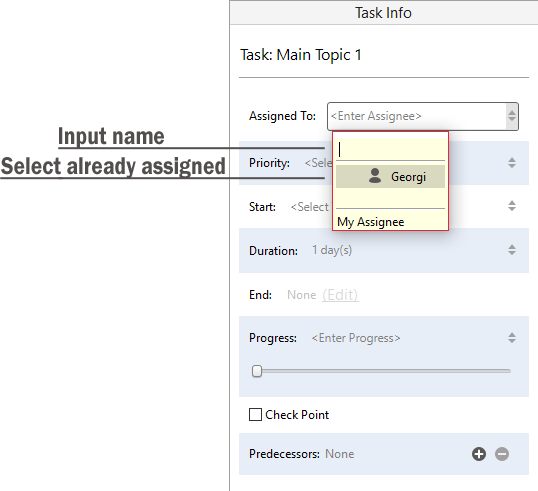 Task Info
Task: Main Topic 1
Assigned To: <Enter Assignee>
Input name
Select already assigned
Priority: <Sele
Georgi
Start: <Select
My Assignee
Duration: 1 day(s)
End: None (Edit)
Progress: <Enter Progress>
Check Point
Predecessors: None